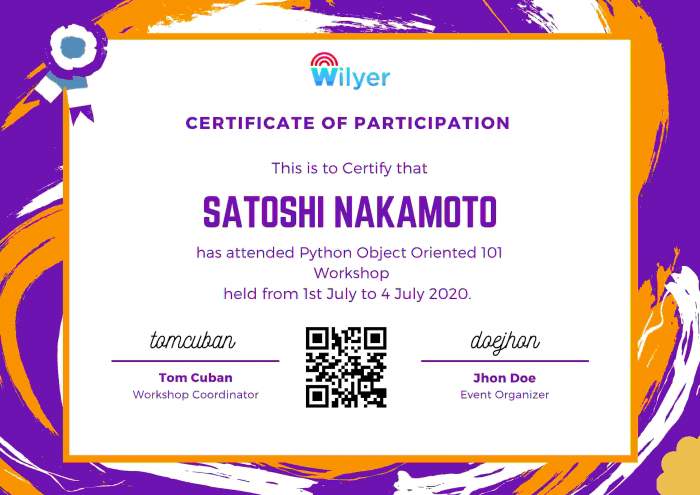 Wilyer
CERTIFICATE OF PARTICIPATION
This is to Certify that
SATOSHI NAKAMOTO
has attended Python Object Oriented 101
Workshop
held from 1st July to 4 July 2020.
tomcuban
doejhon
Tom Cuban
Jhon Doe
Workshop Coordinator
Event Organizer